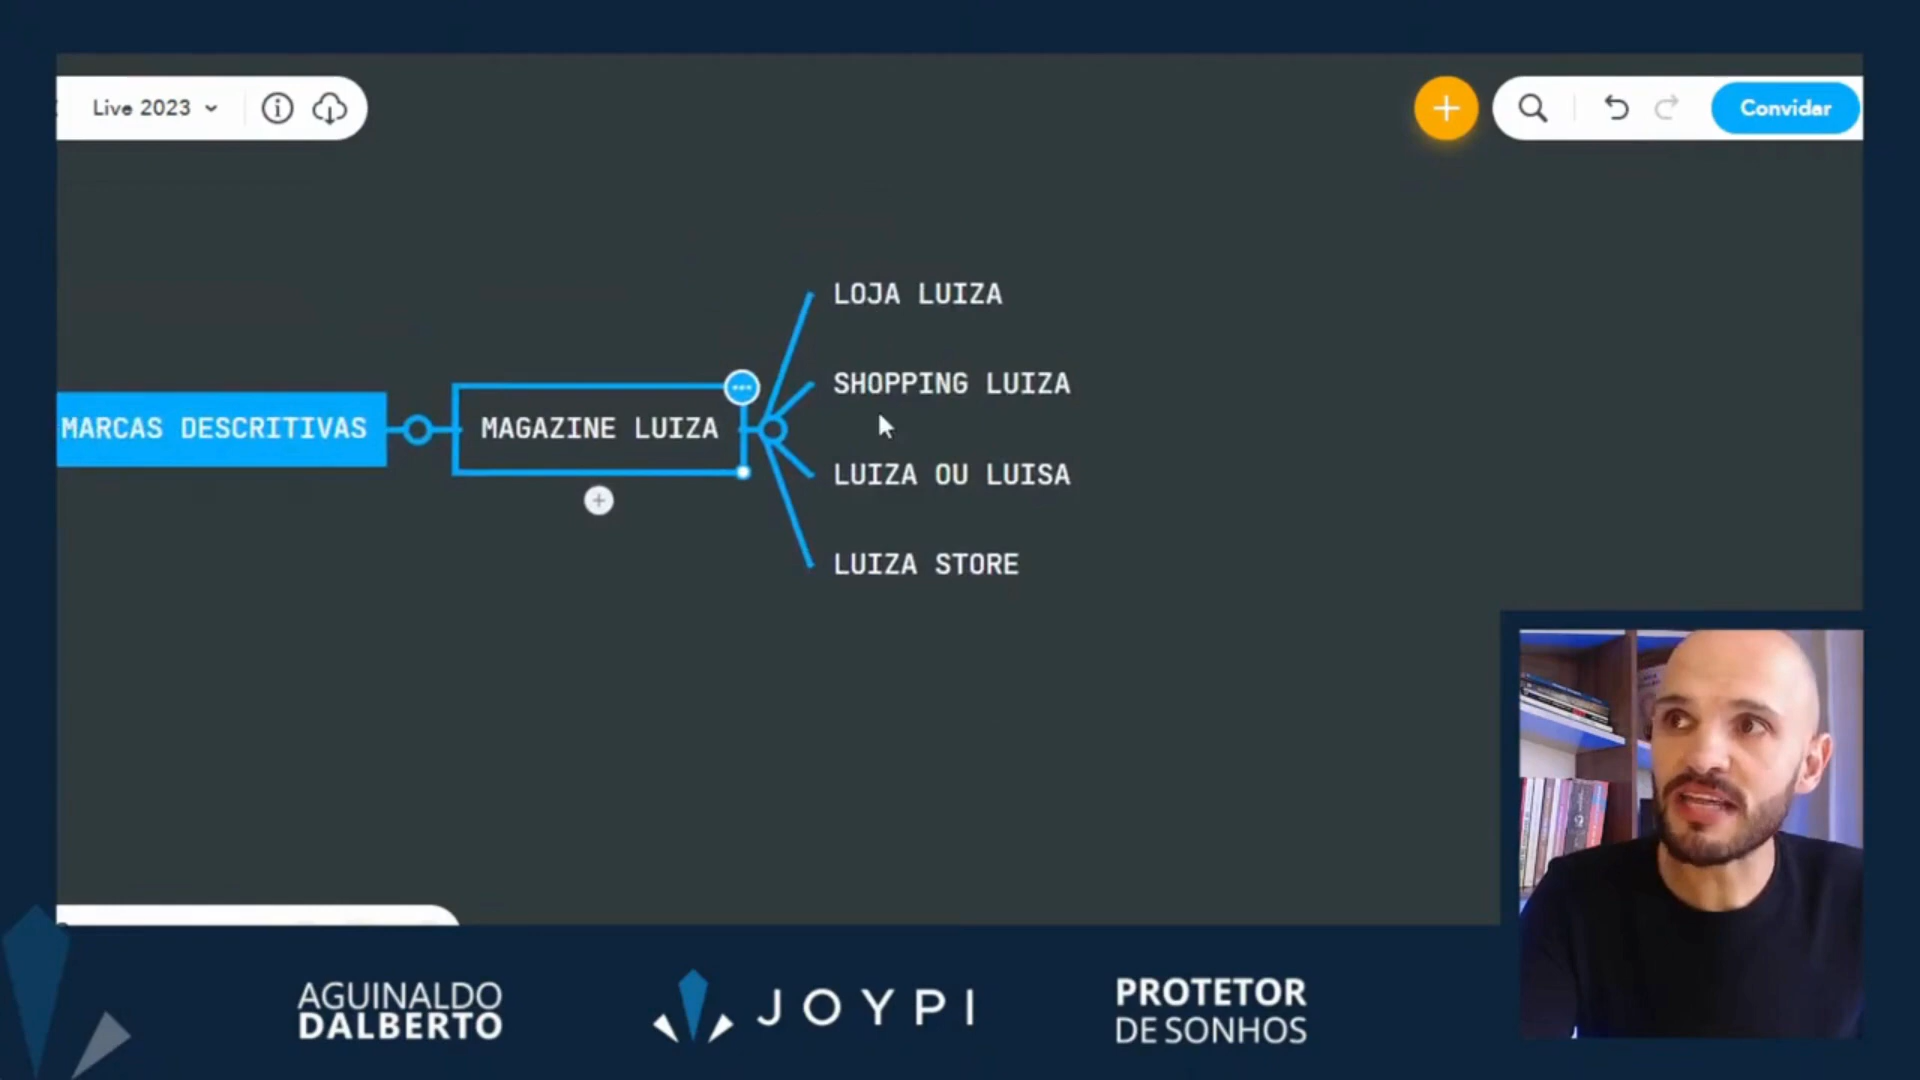 Live 2023
Convidar
LOJA LUIZA
SHOPPING LUIZA
MARCAS DESCRITIVAS
MAGAZINE LUIZA
LUIZA OU LUISA
LUIZA STORE
AGUINALDO
DALBERTO
JOYPI
PROTETOR
DE SONHOS